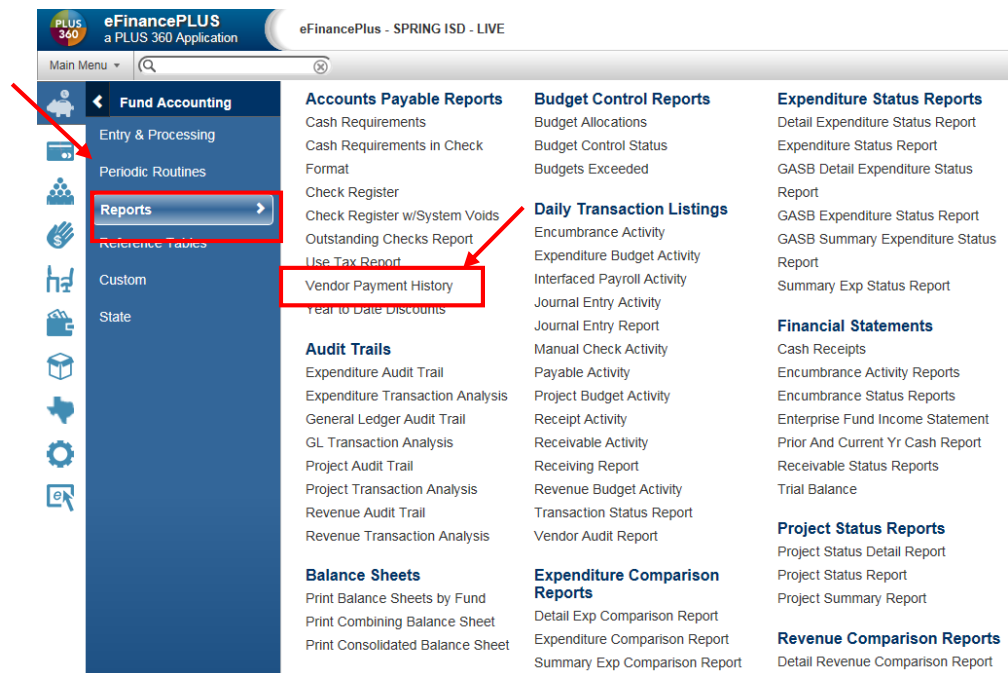 PLUS
360
eFinancePLUS
a PLUS 360 Application
eFinancePlus - SPRING ISD - LIVE
Main Menu
Fund Accounting
Entry & Processing
Periodic Routines
Reports
Reference Tables
Custom
State
Accounts Payable Reports
Cash Requirements
Cash Requirements in Check
Format
Check Register
Check Register w/System Voids
Outstanding Checks Report
Use Tax Report
Vendor Payment History
Year to Date Discounts
Audit Trails
Expenditure Audit Trail
Expenditure Transaction Analysis
General Ledger Audit Trail
GL Transaction Analysis
Project Audit Trail
Project Transaction Analysis
Revenue Audit Trail
Revenue Transaction Analysis
Balance Sheets
Print Balance Sheets by Fund
Print Combining Balance Sheet
Print Consolidated Balance Sheet
Budget Control Reports
Budget Allocations
Budget Control Status
Budgets Exceeded
Daily Transaction Listings
Encumbrance Activity
Expenditure Budget Activity
Interfaced Payroll Activity
Journal Entry Activity
Journal Entry Report
Manual Check Activity
Payable Activity
Project Budget Activity
Receipt Activity
Receivable Activity
Receiving Report
Revenue Budget Activity
Transaction Status Report
Vendor Audit Report
Expenditure Comparison
Reports
Detail Exp Comparison Report
Expenditure Comparison Report
Summary Exp Comparison Report
Expenditure Status Reports
Detail Expenditure Status Report
Expenditure Status Report
GASB Detail Expenditure Status
Report
GASB Expenditure Status Report
GASB Summary Expenditure Status
Report
Summary Exp Status Report
Financial Statements
Cash Receipts
Encumbrance Activity Reports
Encumbrance Status Reports
Enterprise Fund Income Statement
Prior And Current Yr Cash Report
Receivable Status Reports
Trial Balance
Project Status Reports
Project Status Detail Report
Project Status Report
Project Summary Report
Revenue Comparison Reports
Detail Revenue Comparison Report